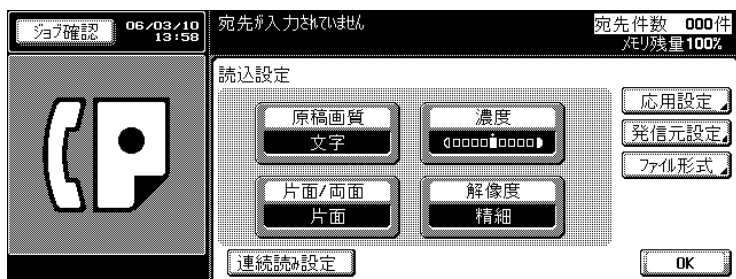 ジョブ確認
06/03/10
13:58
宛先が入力されていません
宛先件数 000件
メモリ残量100%
読込設定
原稿画質
文字
濃度
片面/両面
片面
解像度
精細
応用設定
発信元設定
ファイル形式
連続読み設定
OK